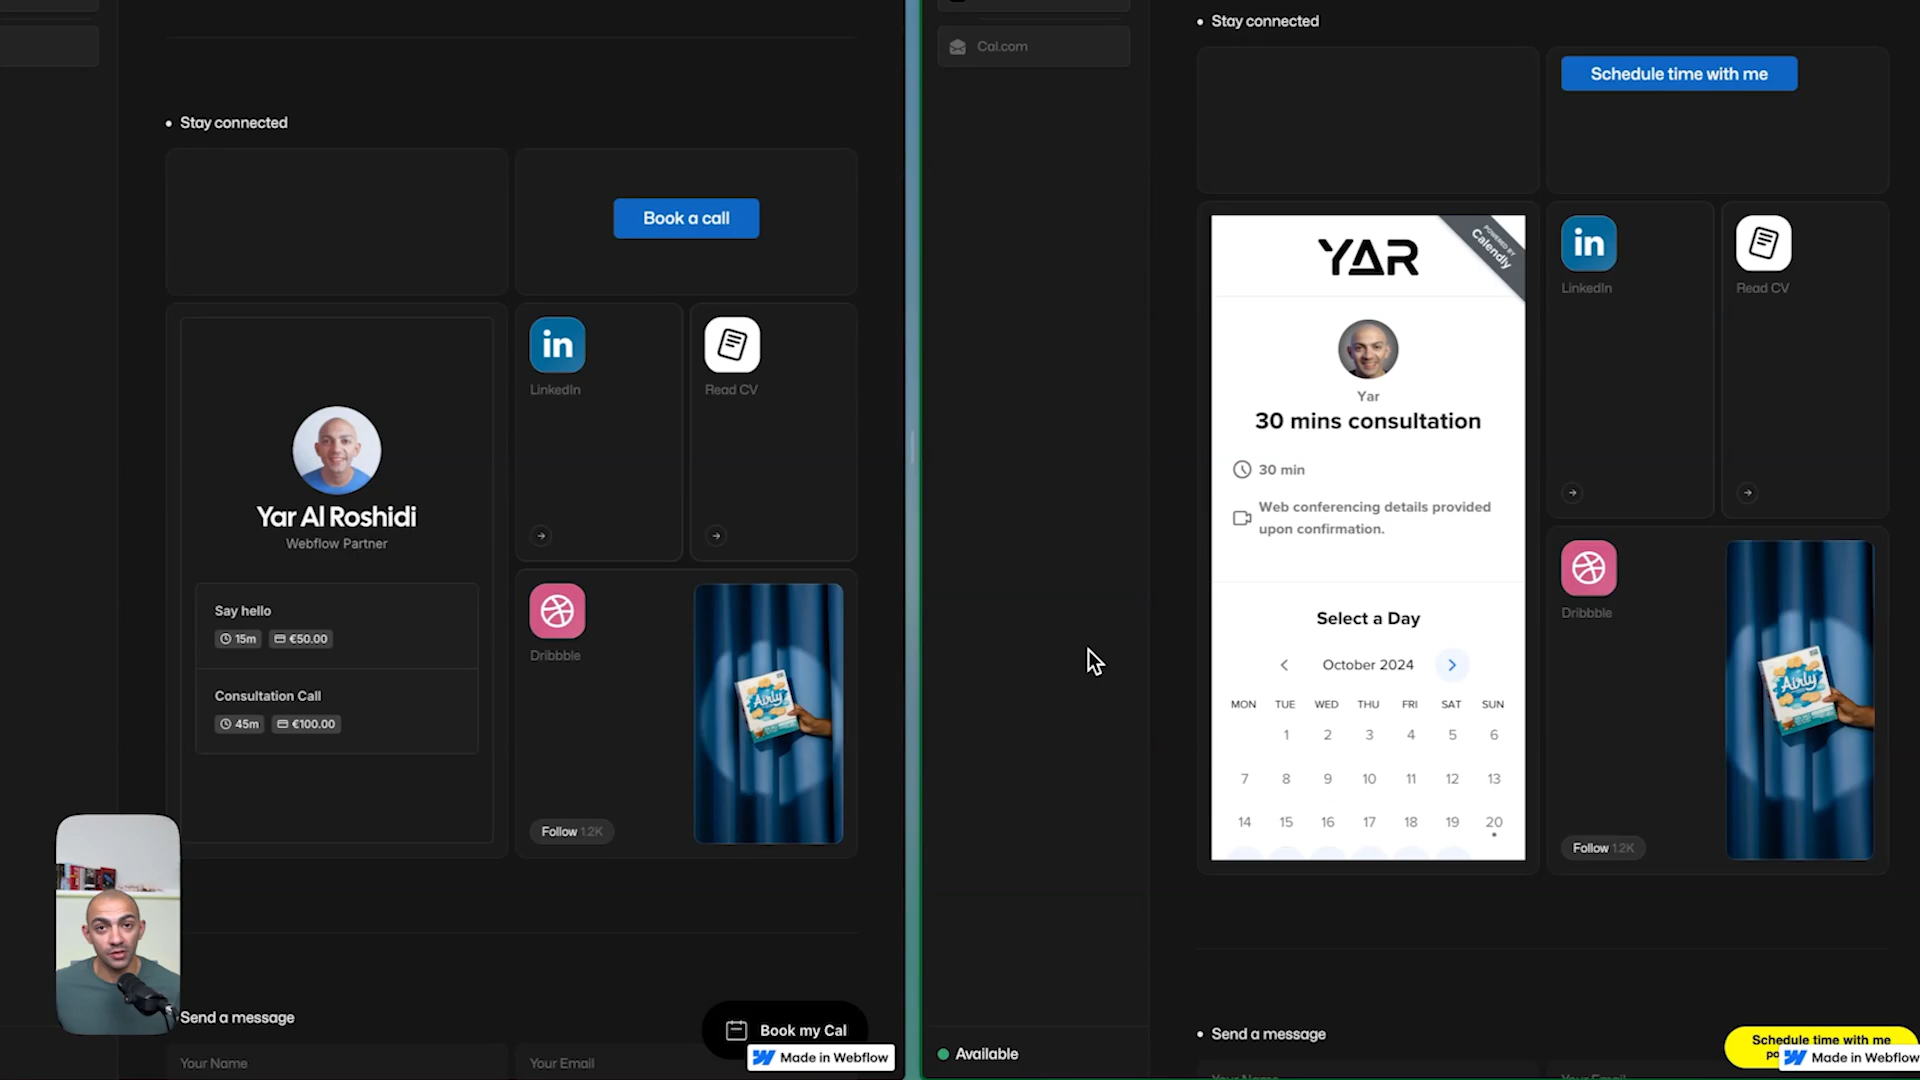 Stay connected
Book a call
LinkedIn
Read CV
Yar Al Roshidi
Webflow Partner
Say hello
15m €50.00
Consultation Call
45m €100.00
Dribbble
Airly
Follow 1.2K
Send a message
Your Name
Your Email
Book my Cal
Made in Webflow
Cal.com
Available
Stay connected
Schedule time with me
YAR
POWERED BY
Calendly
Yar
30 mins consultation
30 min
Web conferencing details provided
upon confirmation.
Select a Day
October 2024
MON TUE WED THU FRI SAT SUN
1 2 3 4 5 6
7 8 9 10 11 12 13
14 15 16 17 18 19 20
in
LinkedIn
Read CV
Dribbble
Airly
Follow 1.2K
Send a message
Schedule time with me
Made in Webflow